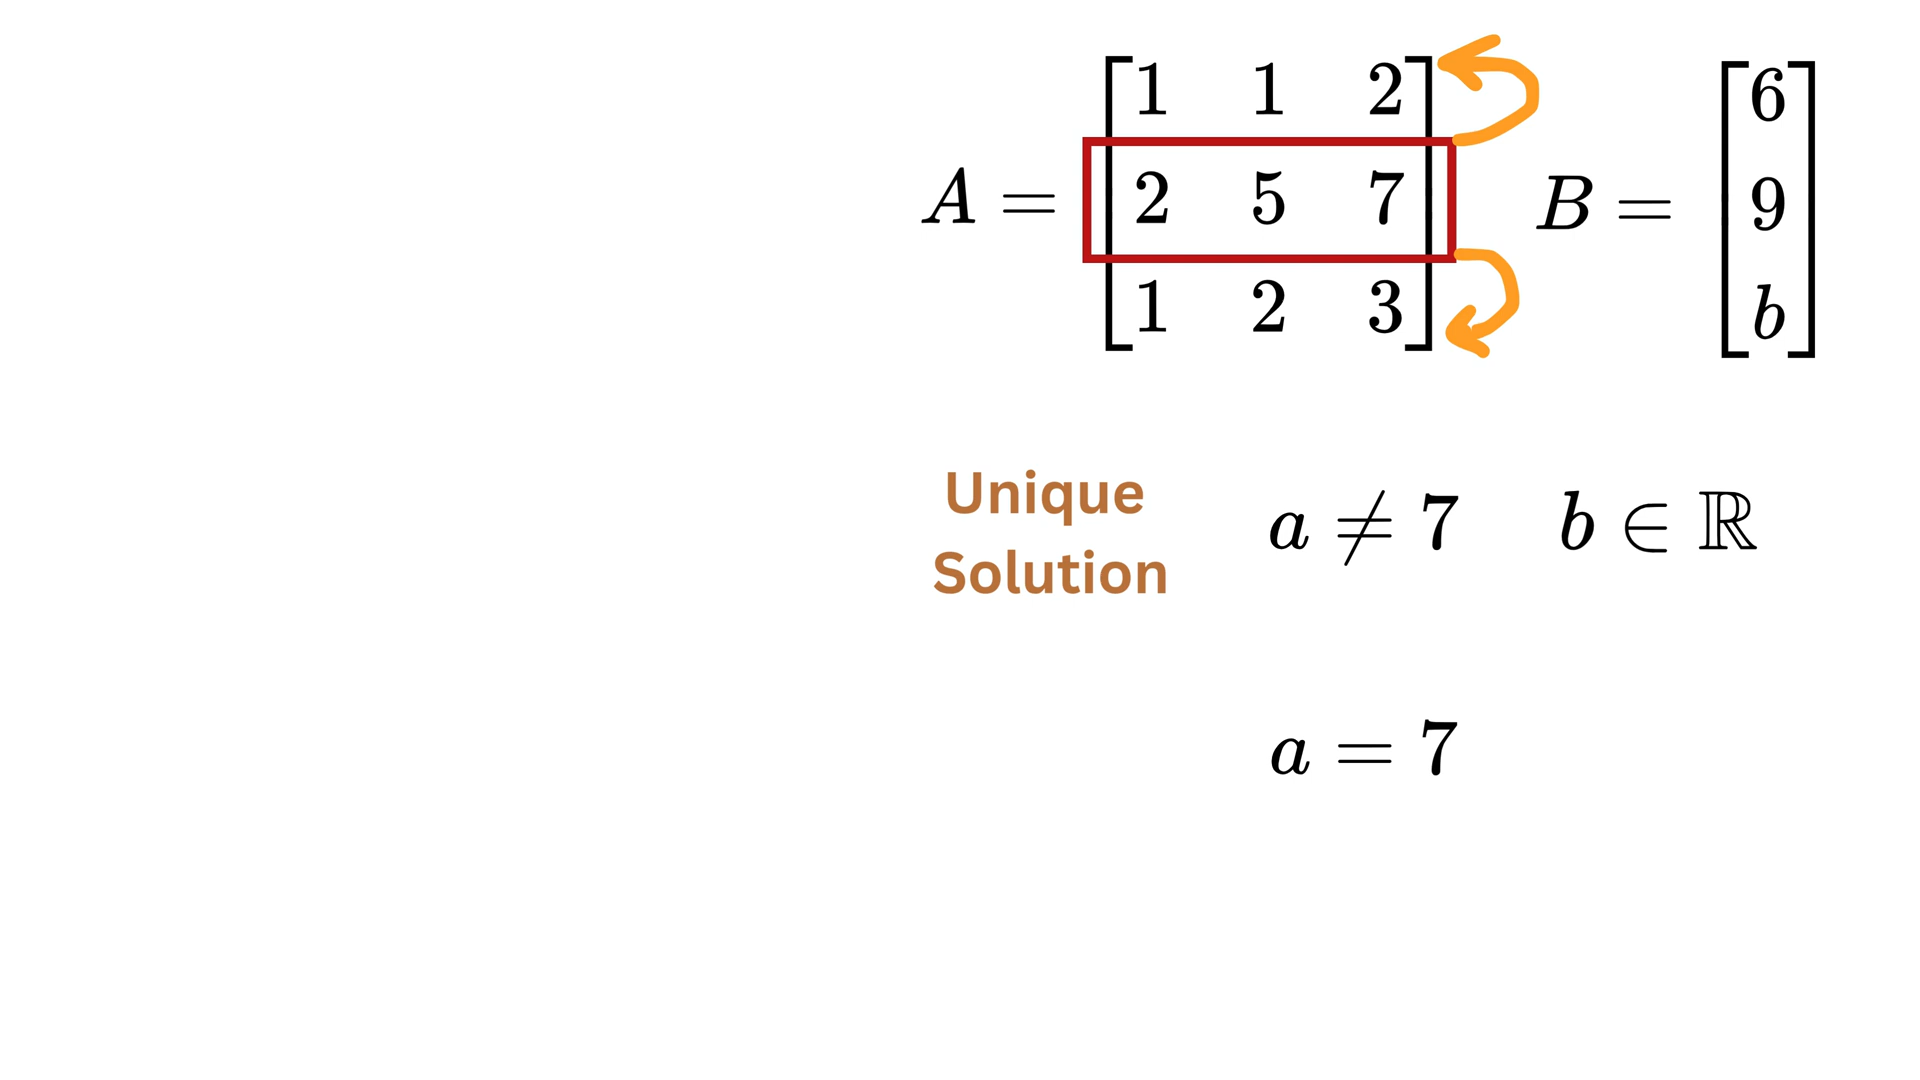 A = [1 1 2
2 5 7
1 2 3]
B = [6
9
b]
Unique
Solution
a ≠ 7 b ∈ ℝ
a = 7